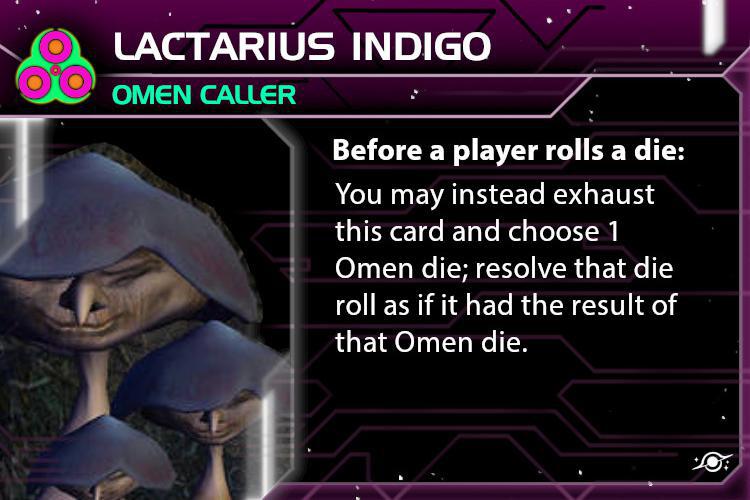 LACTARIUS INDIGO
OMEN CALLER
Before a player rolls a die:
You may instead exhaust
this card and choose 1
Omen die; resolve that die
roll as if it had the result of
that Omen die.